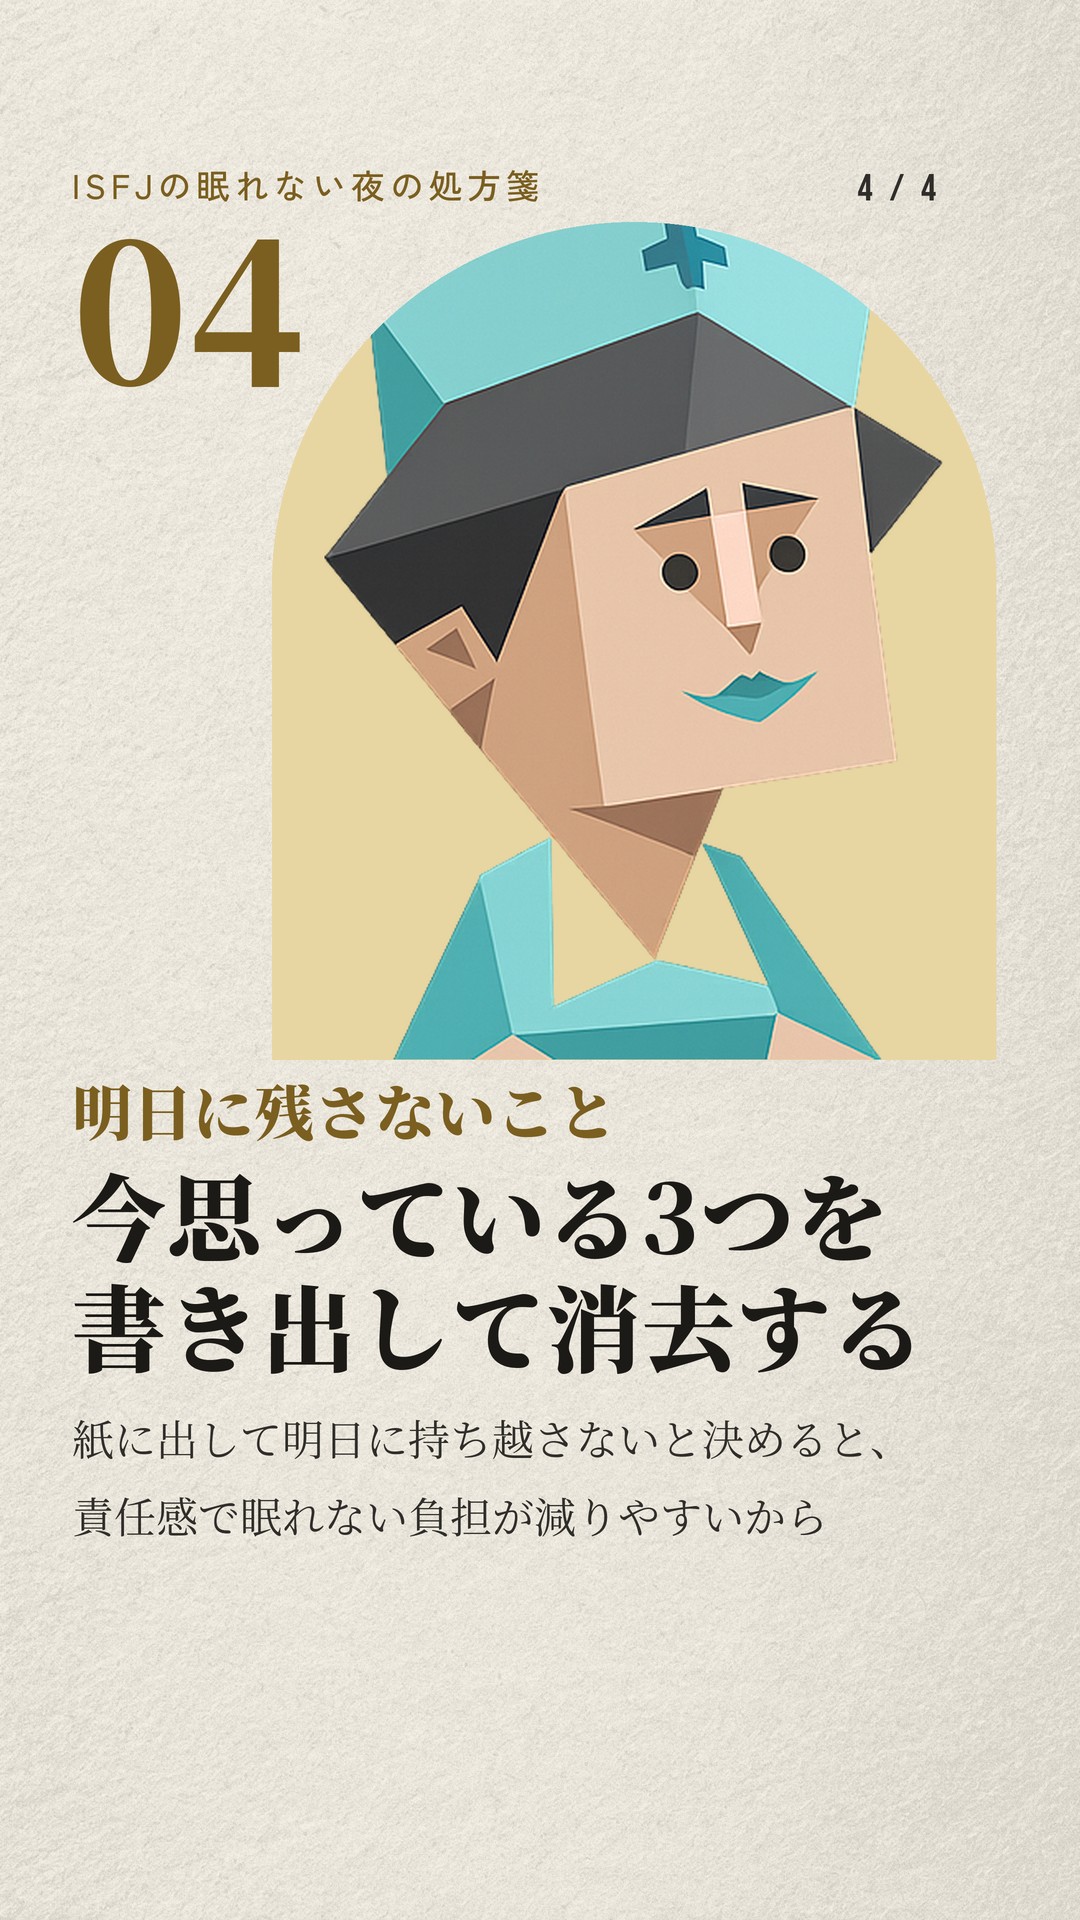 ISFJの眠れない夜の処方箋
4 / 4
04
明日に残さないこと
今思っている3つを
書き出して消去する
紙に出して明日に持ち越さないと決めると、
責任感で眠れない負担が減りやすいから